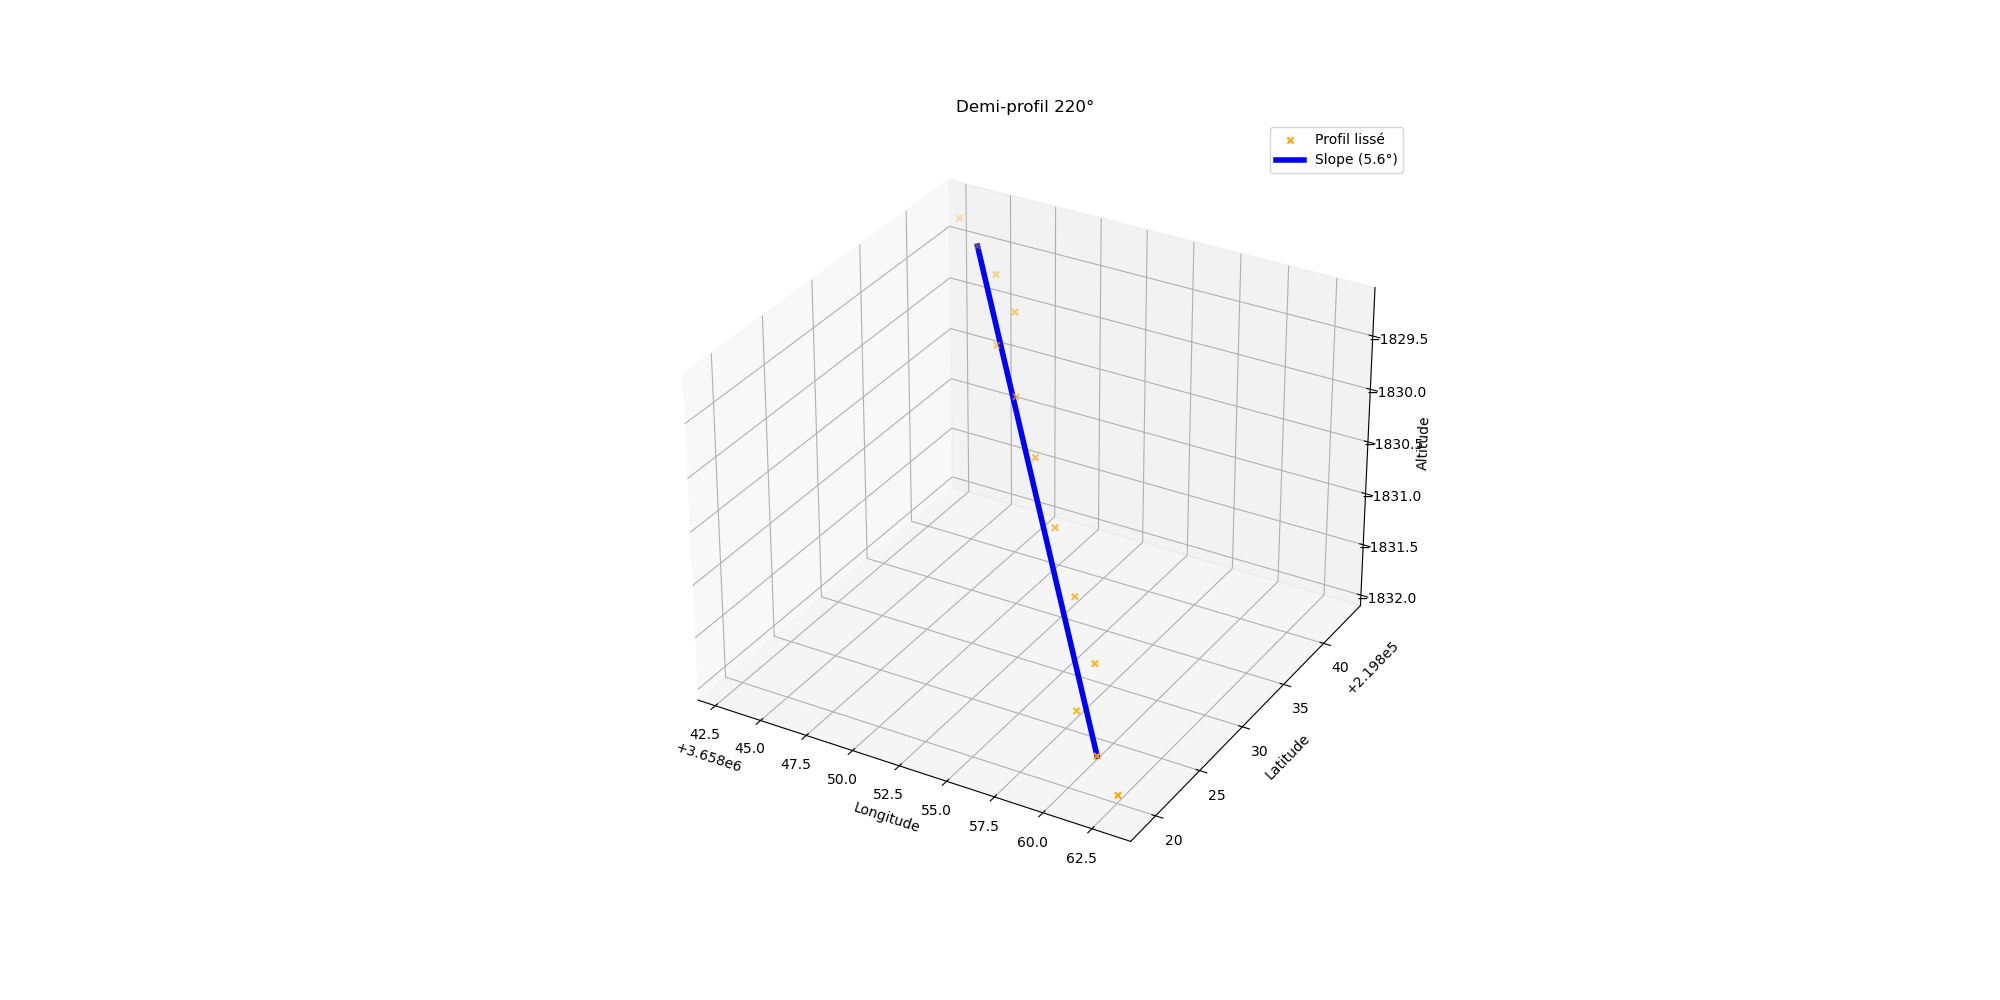 Demi-profil 220°
Profil lissé
Slope (5.6°)
−1829.5
−1830.0
−1830.5
−1831.0
−1831.5
−1832.0
Altitude
40
35
30
25
20
+2.198e5
Latitude
42.5
45.0
47.5
50.0
52.5
55.0
57.5
60.0
62.5
+3.658e6
Longitude